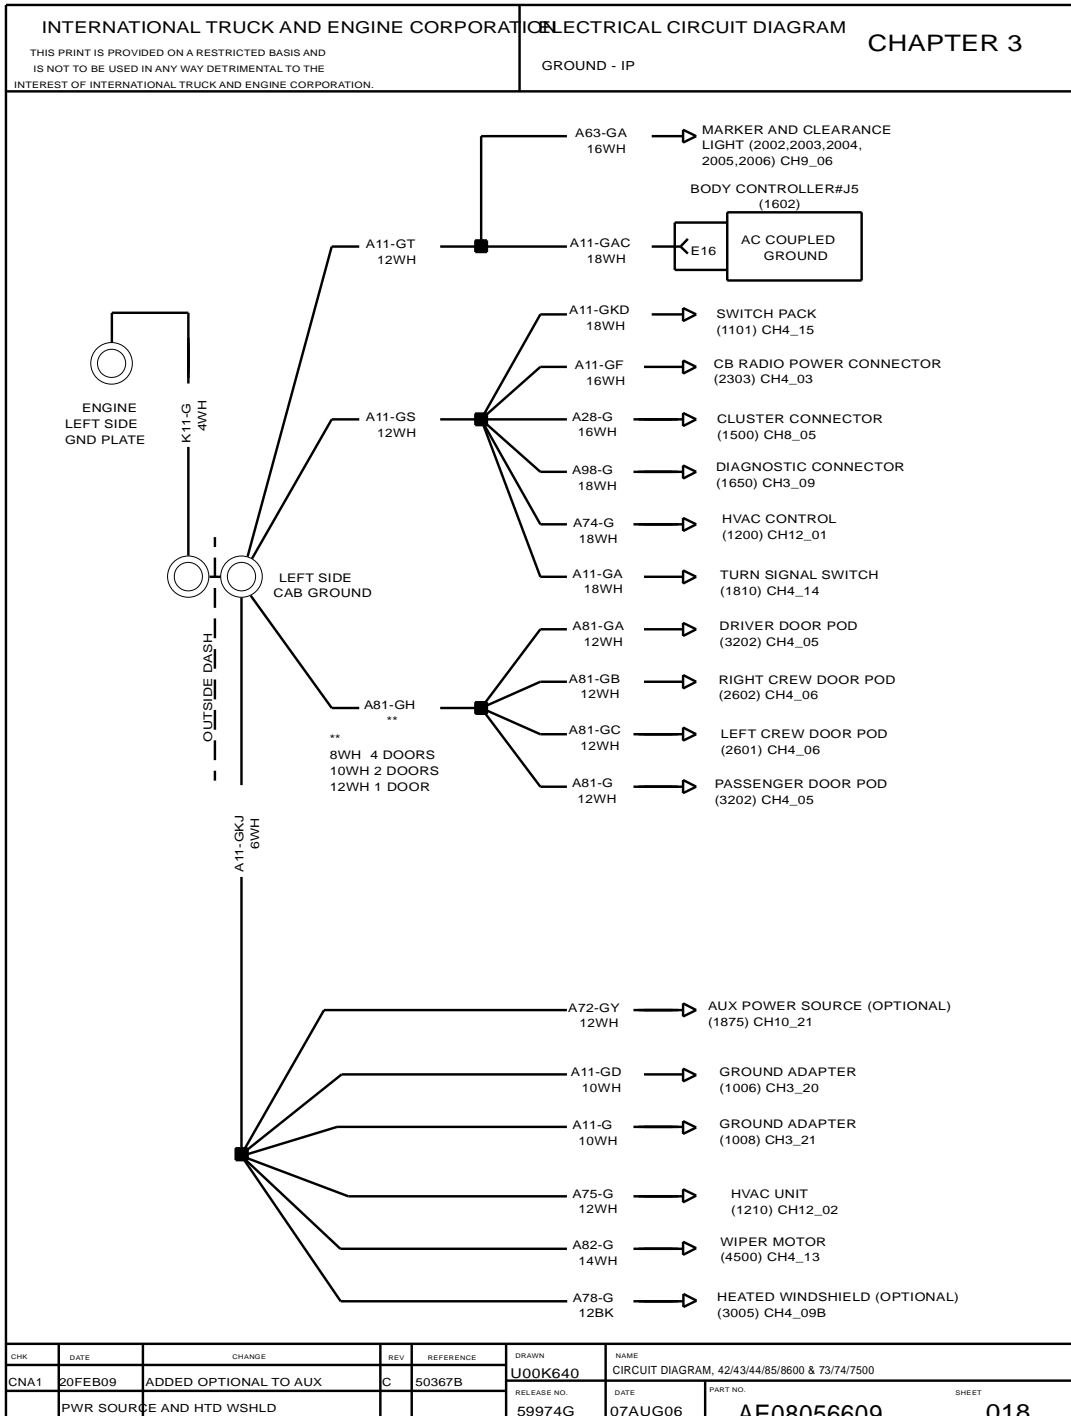 INTERNATIONAL TRUCK AND ENGINE CORPORATION
THIS PRINT IS PROVIDED ON A RESTRICTED BASIS AND
IS NOT TO BE USED IN ANY WAY DETRIMENTAL TO THE
INTEREST OF INTERNATIONAL TRUCK AND ENGINE CORPORATION.
ELECTRICAL CIRCUIT DIAGRAM
GROUND - IP
CHAPTER 3
A63-GA
16WH
MARKER AND CLEARANCE
LIGHT (2002,2003,2004,
2005,2006) CH9_06
BODY CONTROLLER#J5
(1602)
A11-GT
12WH
A11-GAC
18WH
E16
AC COUPLED
GROUND
A11-GKD
18WH
SWITCH PACK
(1101) CH4_15
A11-GF
16WH
CB RADIO POWER CONNECTOR
(2303) CH4_03
ENGINE
LEFT SIDE
GND PLATE
K11-G
4WH
A11-GS
12WH
A28-G
16WH
CLUSTER CONNECTOR
(1500) CH8_05
A98-G
18WH
DIAGNOSTIC CONNECTOR
(1650) CH3_09
A74-G
18WH
HVAC CONTROL
(1200) CH12_01
LEFT SIDE
CAB GROUND
A11-GA
18WH
TURN SIGNAL SWITCH
(1810) CH4_14
OUTSIDE DASH
A81-GA
12WH
DRIVER DOOR POD
(3202) CH4_05
A81-GB
12WH
RIGHT CREW DOOR POD
(2602) CH4_06
A81-GH
**
**
8WH 4 DOORS
10WH 2 DOORS
12WH 1 DOOR
A81-GC
12WH
LEFT CREW DOOR POD
(2601) CH4_06
A81-G
12WH
PASSENGER DOOR POD
(3202) CH4_05
A11-GKJ
6WH
A72-GY
12WH
AUX POWER SOURCE (OPTIONAL)
(1875) CH10_21
A11-GD
10WH
GROUND ADAPTER
(1006) CH3_20
A11-G
10WH
GROUND ADAPTER
(1008) CH3_21
A75-G
12WH
HVAC UNIT
(1210) CH12_02
A82-G
14WH
WIPER MOTOR
(4500) CH4_13
A78-G
12BK
HEATED WINDSHIELD (OPTIONAL)
(3005) CH4_09B
CHK DATE CHANGE REV REFERENCE
CNA1 20FEB09 ADDED OPTIONAL TO AUX C 50367B
PWR SOURCE AND HTD WSHLD
DRAWN
U00K640
NAME
CIRCUIT DIAGRAM, 42/43/44/85/8600 & 73/74/7500
RELEASE NO.
59974G
DATE
07AUG06
PART NO.
AE08056609
SHEET
018